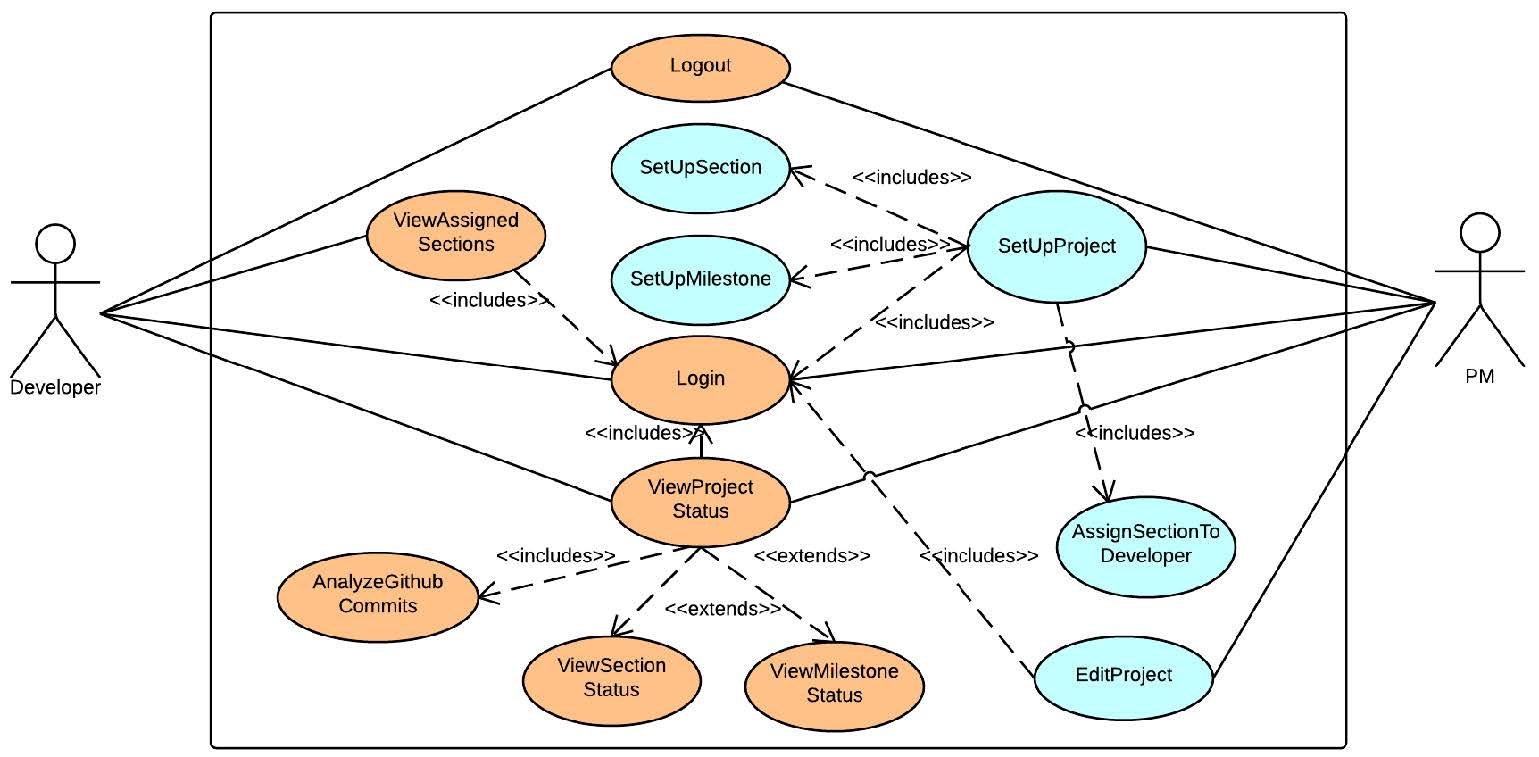 Logout
SetUpSection
<<includes>>
ViewAssigned
Sections
SetUpProject
<<includes>>
SetUpMilestone
<<includes>>
<<includes>>
Developer
Login
PM
<<includes>>
<<includes>>
ViewProject
Status
AssignSectionTo
Developer
<<includes>>
<<extends>>
<<includes>>
AnalyzeGithub
Commits
<<extends>>
ViewSection
Status
ViewMilestone
Status
EditProject